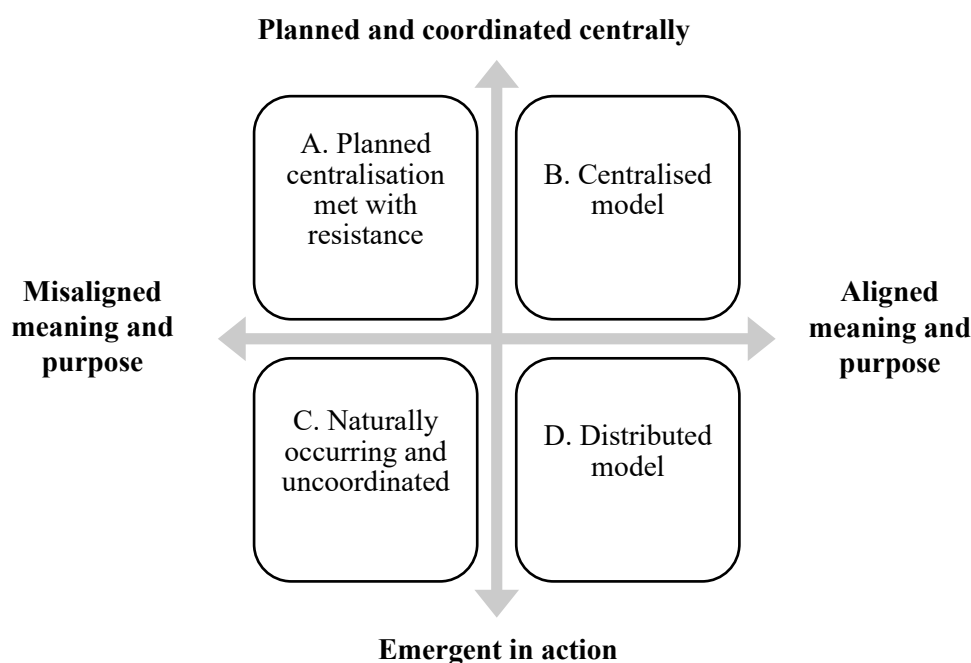 Planned and coordinated centrally
A. Planned
centralisation
met with
resistance
B. Centralised
model
Misaligned
meaning and
purpose
Aligned
meaning and
purpose
C. Naturally
occurring and
uncoordinated
D. Distributed
model
Emergent in action